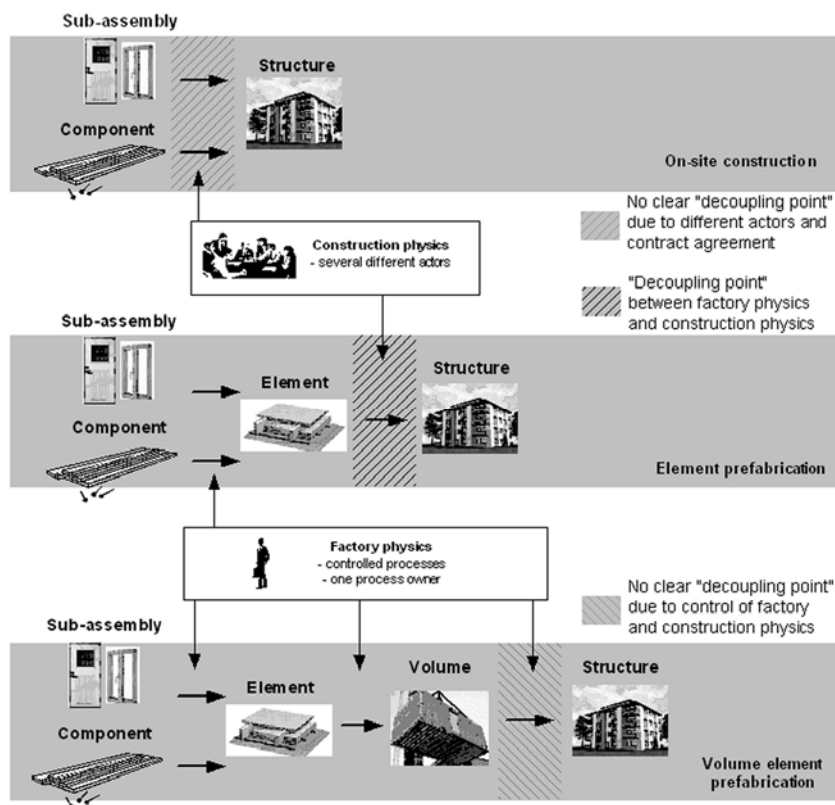 Sub-assembly
Structure
Component
On-site construction
No clear "decoupling point"
due to different actors and
contract agreement
Construction physics
- several different actors
"Decoupling point"
between factory physics
and construction physics
Sub-assembly
Element
Structure
Component
Element prefabrication
Factory physics
- controlled processes
- one process owner
No clear "decoupling point"
due to control of factory
and construction physics
Sub-assembly
Element
Volume
Structure
Component
Volume element
prefabrication